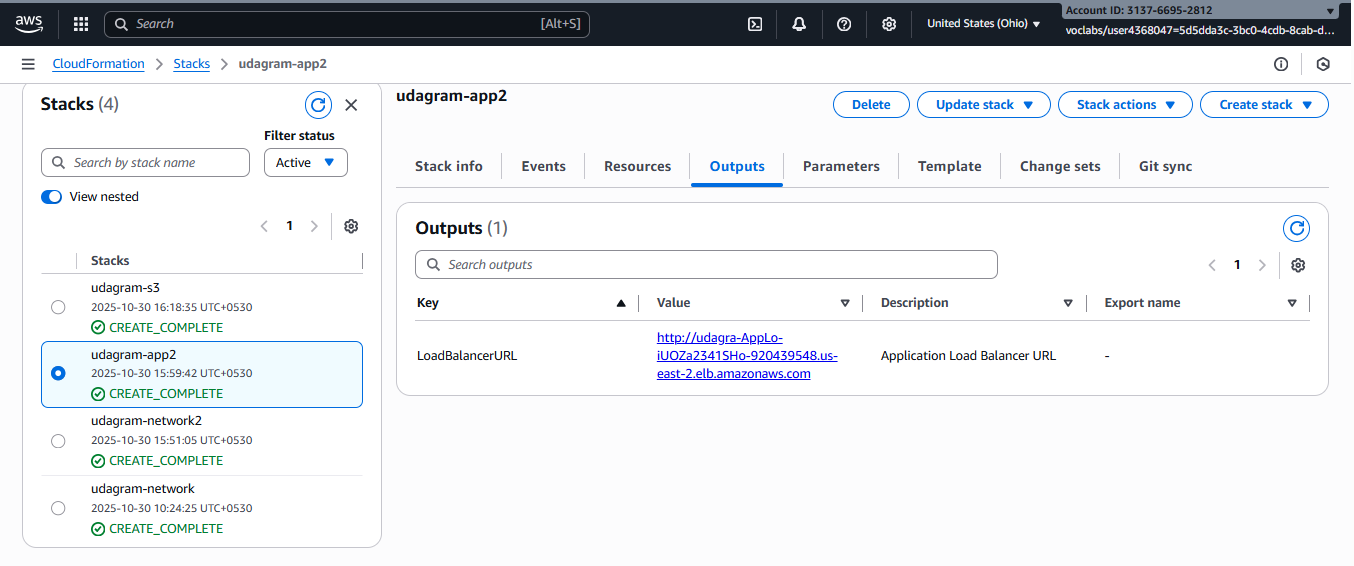 aws
Search [Alt+S]
United States (Ohio)
Account ID: 3137-6695-2812
voclabs/user4368047=5d5dda3c-3bc0-4cdb-8cab-d...
CloudFormation > Stacks > udagram-app2
Stacks (4)
Filter status
Search by stack name
Active
View nested
1
Stacks
udagram-s3
2025-10-30 16:18:35 UTC+0530
CREATE_COMPLETE
udagram-app2
2025-10-30 15:59:42 UTC+0530
CREATE_COMPLETE
udagram-network2
2025-10-30 15:51:05 UTC+0530
CREATE_COMPLETE
udagram-network
2025-10-30 10:24:25 UTC+0530
CREATE_COMPLETE
udagram-app2
Delete
Update stack
Stack actions
Create stack
Stack info
Events
Resources
Outputs
Parameters
Template
Change sets
Git sync
Outputs (1)
Search outputs
1
Key
Value
Description
Export name
LoadBalancerURL
http://udagra-AppLo-
iUOZa2341SHo-920439548.us-
east-2.elb.amazonaws.com
Application Load Balancer URL
-